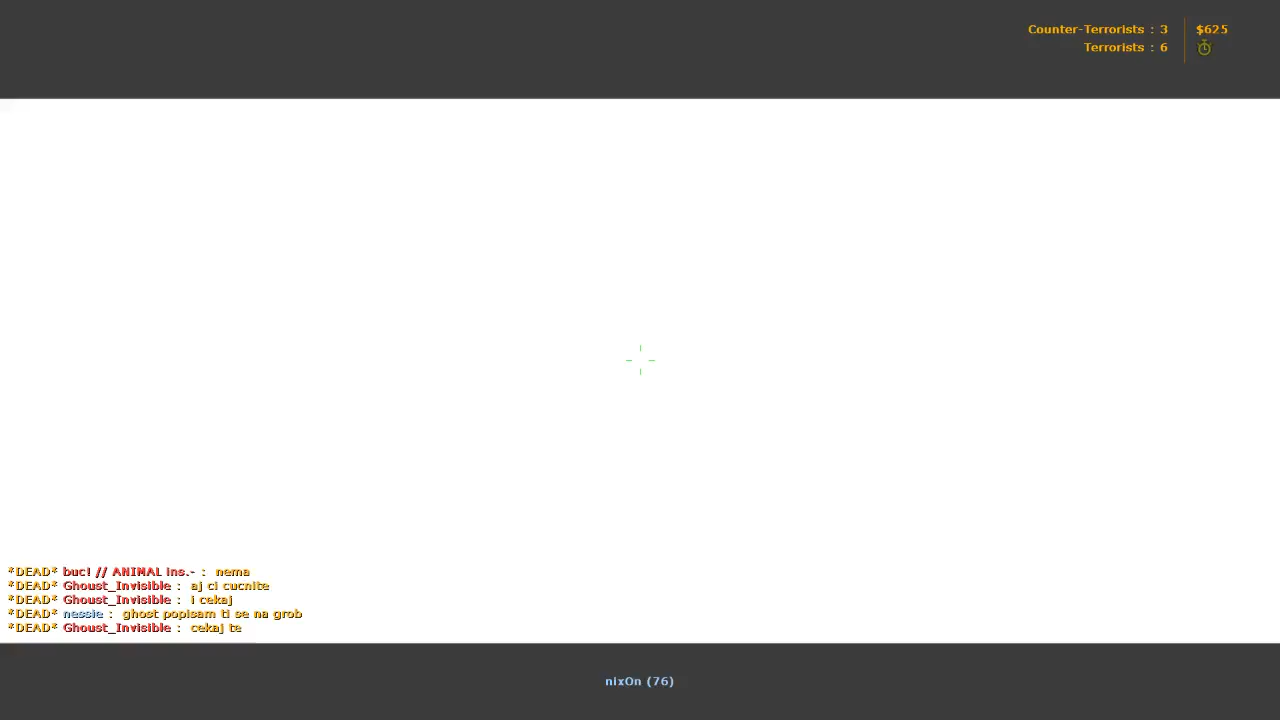 Counter-Terrorists : 3 $625
Terrorists : 6
*DEAD* buc! // ANIMAL ins.- : nema
*DEAD* Ghoust_Invisible : aj ci cucnite
*DEAD* Ghoust_Invisible : i cekaj
*DEAD* nessie : ghost popisam ti se na grob
*DEAD* Ghoust_Invisible : cekaj te
nixOn (76)